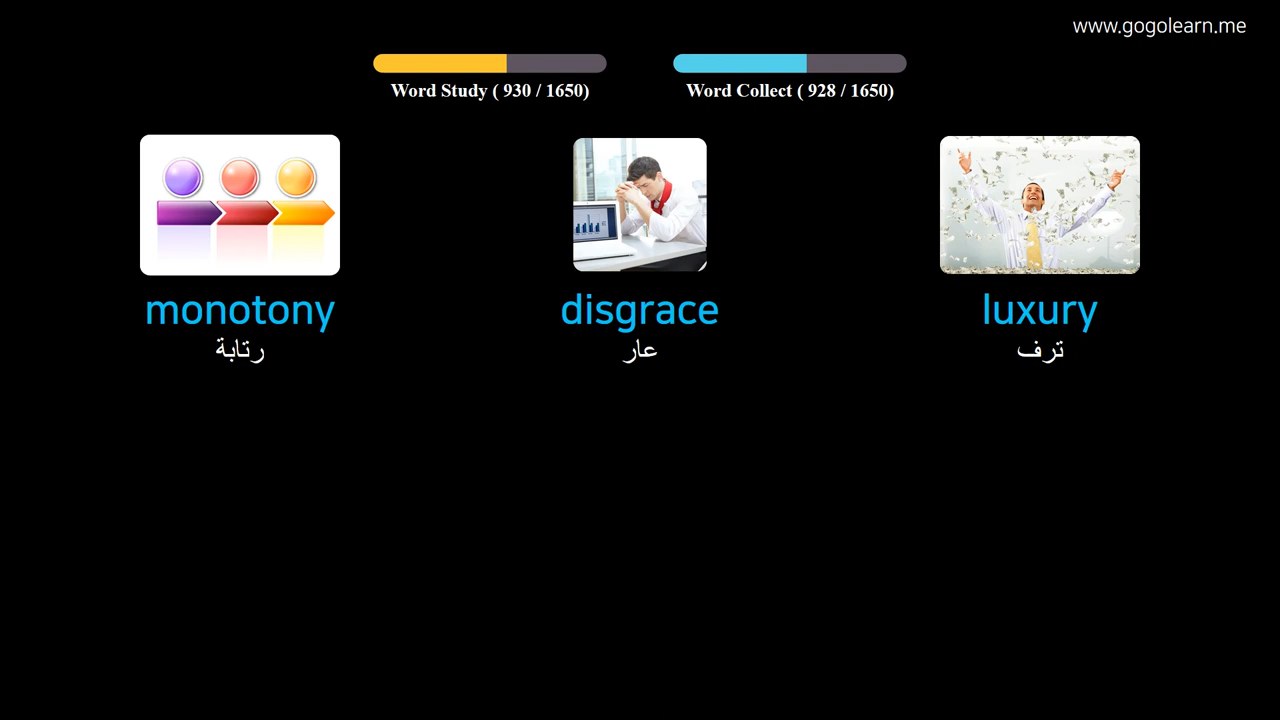 www.gogolearn.me
Word Study ( 930 / 1650)
Word Collect ( 928 / 1650)
monotony
رتابة
disgrace
عار
luxury
ترف